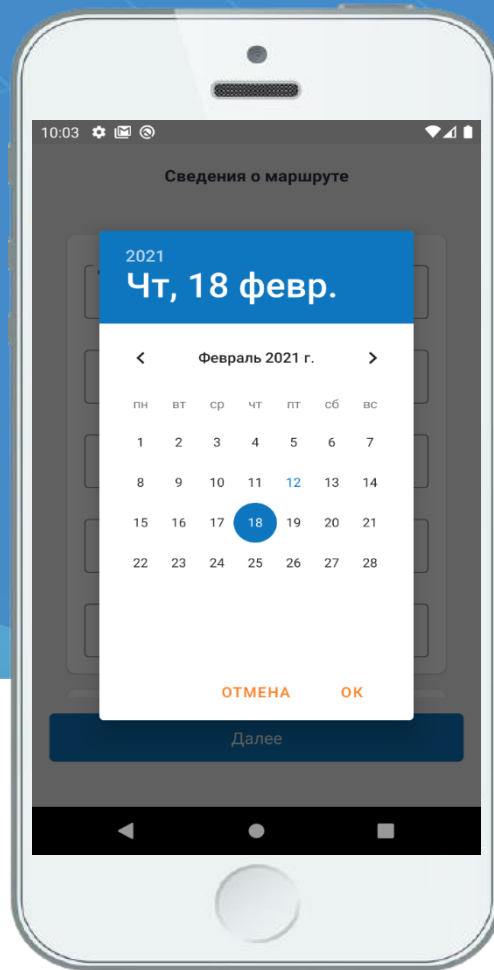 10:03
Сведения о маршруте
2021
Чт, 18 февр.
Февраль 2021 г.
пн вт ср чт пт сб вс
1 2 3 4 5 6 7
8 9 10 11 12 13 14
15 16 17 18 19 20 21
22 23 24 25 26 27 28
ОТМЕНА ОК
Далее